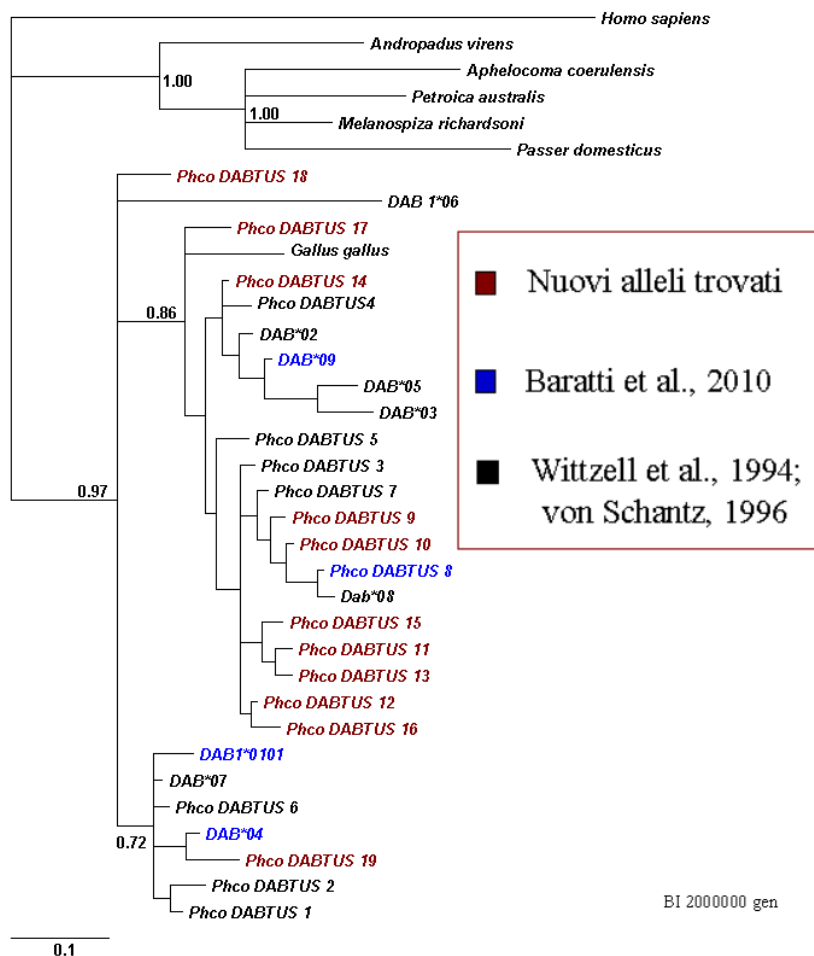 Homo sapiens
Andropadus virens
1.00
Aphelocoma coerulensis
Petroica australis
1.00
Melanospiza richardsoni
Passer domesticus
Phco DABTUS 18
DAB 1*06
Phco DABTUS 17
Gallus gallus
Phco DABTUS 14
Phco DABTUS4
0.86
DAB*02
DAB*09
DAB*05
DAB*03
Phco DABTUS 5
Phco DABTUS 3
0.97
Phco DABTUS 7
Phco DABTUS 9
Phco DABTUS 10
Phco DABTUS 8
Dab*08
Phco DABTUS 15
Phco DABTUS 11
Phco DABTUS 13
Phco DABTUS 12
Phco DABTUS 16
DAB1*0101
DAB*07
Phco DABTUS 6
DAB*04
0.72
Phco DABTUS 19
Phco DABTUS 2
Phco DABTUS 1
Nuovi alleli trovati
Baratti et al., 2010
Wittzell et al., 1994;
von Schantz, 1996
BI 2000000 gen
0.1